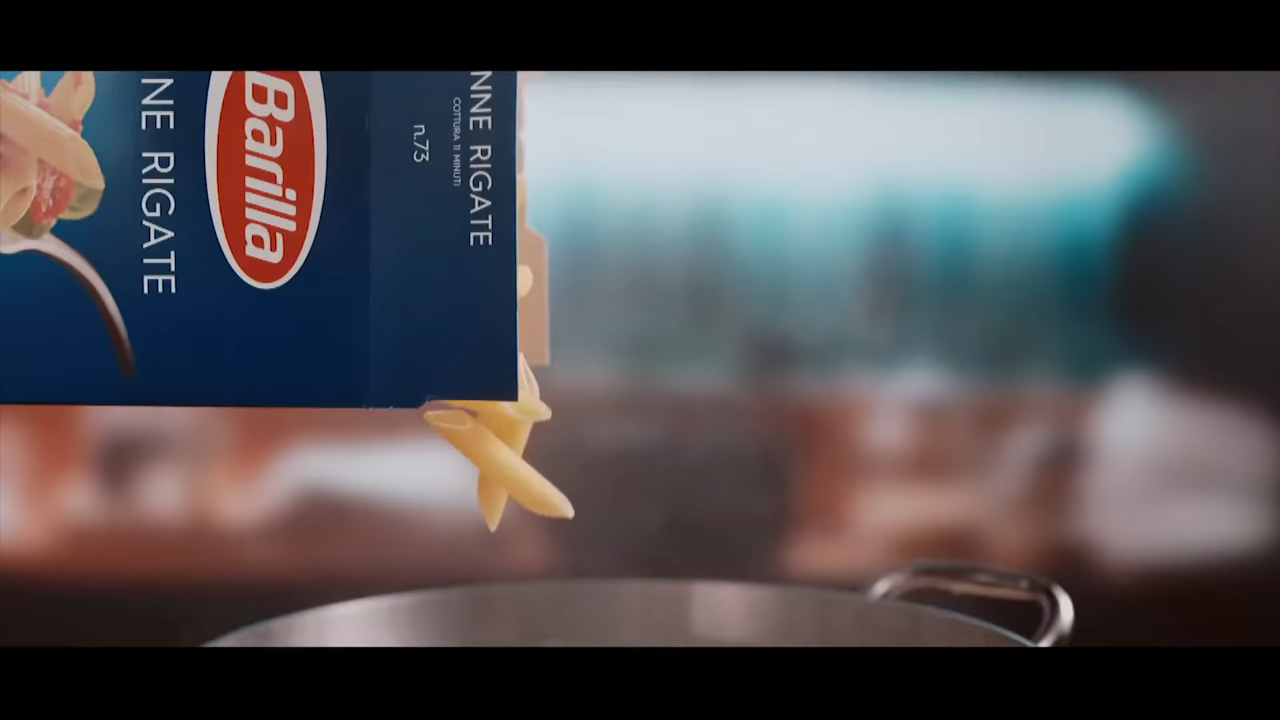 NE RIGATE
Barilla
n.73
COTTURA 11 MINUTI
NNE RIGATE